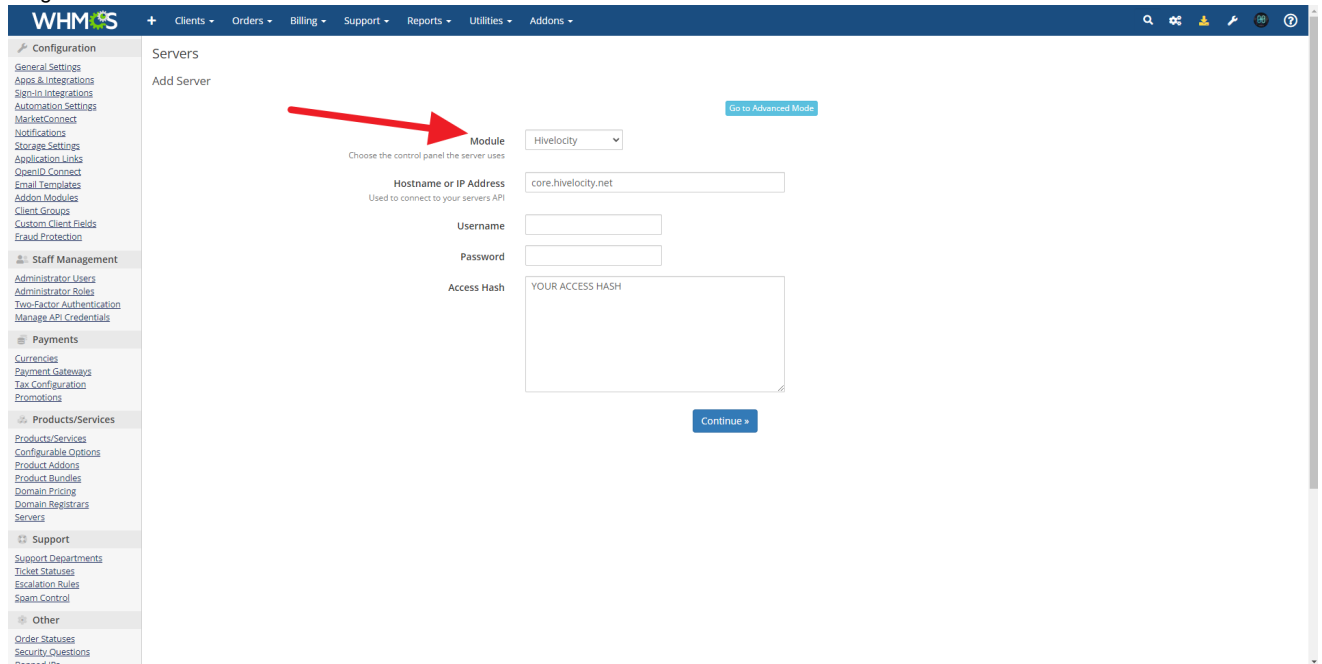 WHMCS
+ Clients Orders Billing Support Reports Utilities Addons
Configuration
General Settings
Apps & Integrations
Sign-In Integrations
Automation Settings
MarketConnect
Notifications
Storage Settings
Application Links
OpenID Connect
Email Templates
Addon Modules
Client Groups
Custom Client Fields
Fraud Protection
Staff Management
Administrator Users
Administrator Roles
Two-Factor Authentication
Manage API Credentials
Payments
Currencies
Payment Gateways
Tax Configuration
Promotions
Products/Services
Products/Services
Configurable Options
Product Addons
Product Bundles
Domain Pricing
Domain Registrars
Servers
Support
Support Departments
Ticket Statuses
Escalation Rules
Spam Control
Other
Order Statuses
Security Questions
Servers
Add Server
Go to Advanced Mode
Module Hivelocity
Choose the control panel the server uses
Hostname or IP Address core.hivelocity.net
Used to connect to your servers API
Username
Password
Access Hash YOUR ACCESS HASH
Continue »